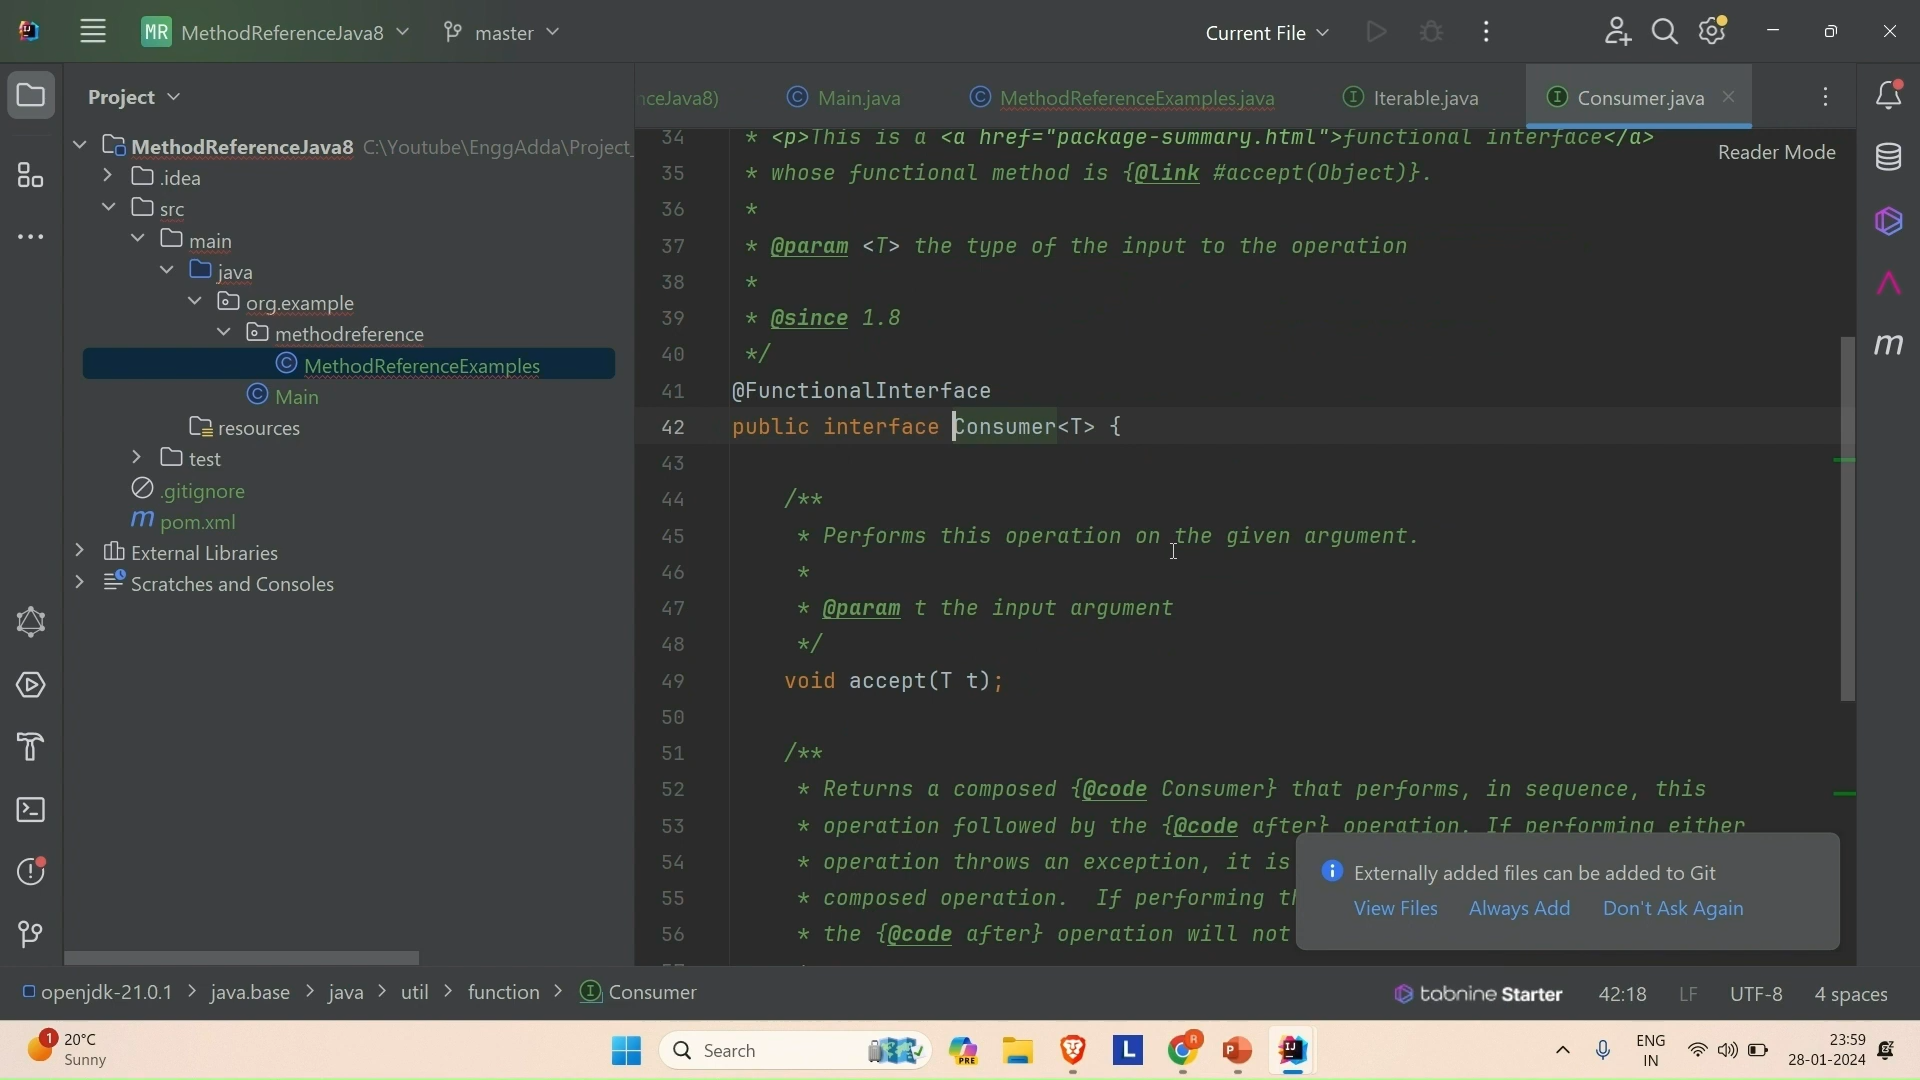 MR MethodReferenceJava8
master
Current File
Project
nceJava8)
Main.java
MethodReferenceExamples.java
Iterable.java
Consumer.java
MethodReferenceJava8 C:\Youtube\EnggAdda\Project_
.idea
src
main
java
org.example
methodreference
MethodReferenceExamples
Main
resources
test
.gitignore
pom.xml
External Libraries
Scratches and Consoles
Reader Mode
34 * <p>This is a <a href="package-summary.html">functional interface</a>
35 * whose functional method is {@link #accept(Object)}.
36 *
37 * @param <T> the type of the input to the operation
38 *
39 * @since 1.8
40 */
41 @FunctionalInterface
42 public interface Consumer<T> {
43
44 /**
45 * Performs this operation on the given argument.
46 *
47 * @param t the input argument
48 */
49 void accept(T t);
50
51 /**
52 * Returns a composed {@code Consumer} that performs, in sequence, this
53 * operation followed by the {@code after} operation. If performing either
54 * operation throws an exception, it is
55 * composed operation. If performing th
56 * the {@code after} operation will not
Externally added files can be added to Git
View Files Always Add Don't Ask Again
openjdk-21.0.1 > java.base > java > util > function > Consumer
tabnine Starter 42:18 LF UTF-8 4 spaces
1
20°C
Sunny
Search
PRE
L
R
P
IJ
ENG
IN
23:59
28-01-2024